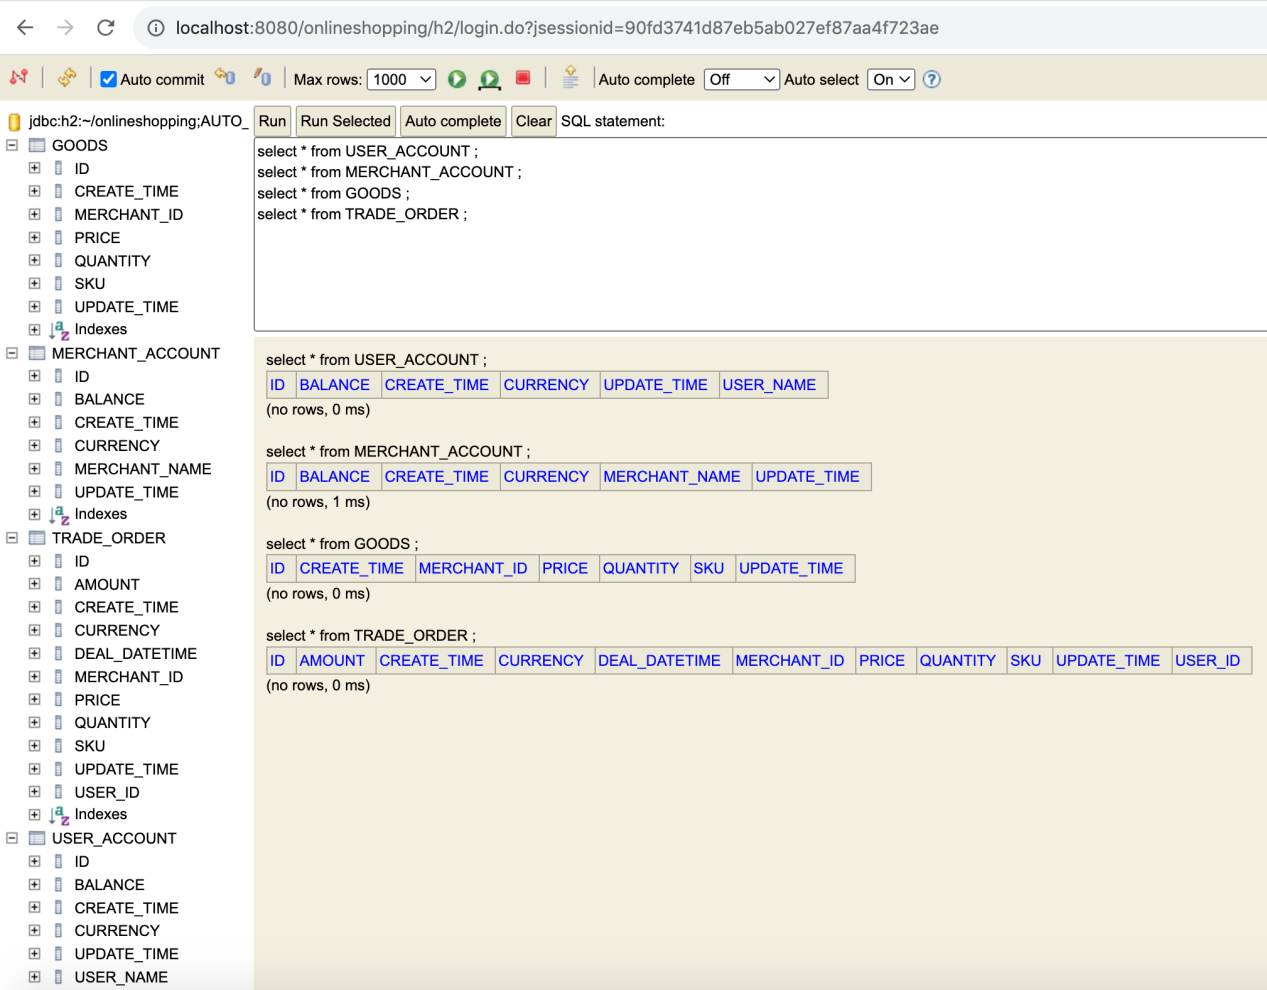 localhost:8080/onlineshopping/h2/login.do?jsessionid=90fd3741d87eb5ab027ef87aa4f723ae
Auto commit Max rows: 1000 Auto complete Off Auto select On ?
jdbc:h2:~/onlineshopping;AUTO_
GOODS
ID
CREATE_TIME
MERCHANT_ID
PRICE
QUANTITY
SKU
UPDATE_TIME
Indexes
MERCHANT_ACCOUNT
ID
BALANCE
CREATE_TIME
CURRENCY
MERCHANT_NAME
UPDATE_TIME
Indexes
TRADE_ORDER
ID
AMOUNT
CREATE_TIME
CURRENCY
DEAL_DATETIME
MERCHANT_ID
PRICE
QUANTITY
SKU
UPDATE_TIME
USER_ID
Indexes
USER_ACCOUNT
ID
BALANCE
CREATE_TIME
CURRENCY
UPDATE_TIME
USER_NAME
Run Run Selected Auto complete Clear SQL statement:
select * from USER_ACCOUNT ;
select * from MERCHANT_ACCOUNT ;
select * from GOODS ;
select * from TRADE_ORDER ;
select * from USER_ACCOUNT ;
ID BALANCE CREATE_TIME CURRENCY UPDATE_TIME USER_NAME
(no rows, 0 ms)
select * from MERCHANT_ACCOUNT ;
ID BALANCE CREATE_TIME CURRENCY MERCHANT_NAME UPDATE_TIME
(no rows, 1 ms)
select * from GOODS ;
ID CREATE_TIME MERCHANT_ID PRICE QUANTITY SKU UPDATE_TIME
(no rows, 0 ms)
select * from TRADE_ORDER ;
ID AMOUNT CREATE_TIME CURRENCY DEAL_DATETIME MERCHANT_ID PRICE QUANTITY SKU UPDATE_TIME USER_ID
(no rows, 0 ms)